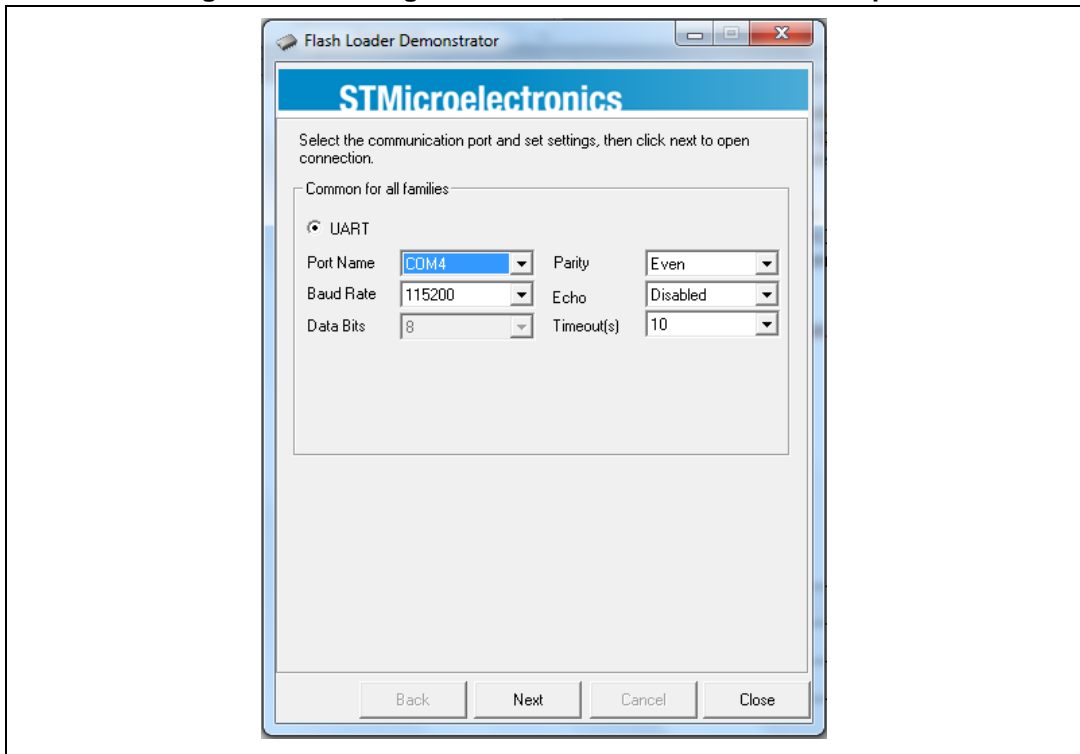 Flash Loader Demonstrator
STMicroelectronics
Select the communication port and set settings, then click next to open
connection.
Common for all families
UART
Port Name COM4 Parity Even
Baud Rate 115200 Echo Disabled
Data Bits 8 Timeout(s) 10
Back Next Cancel Close